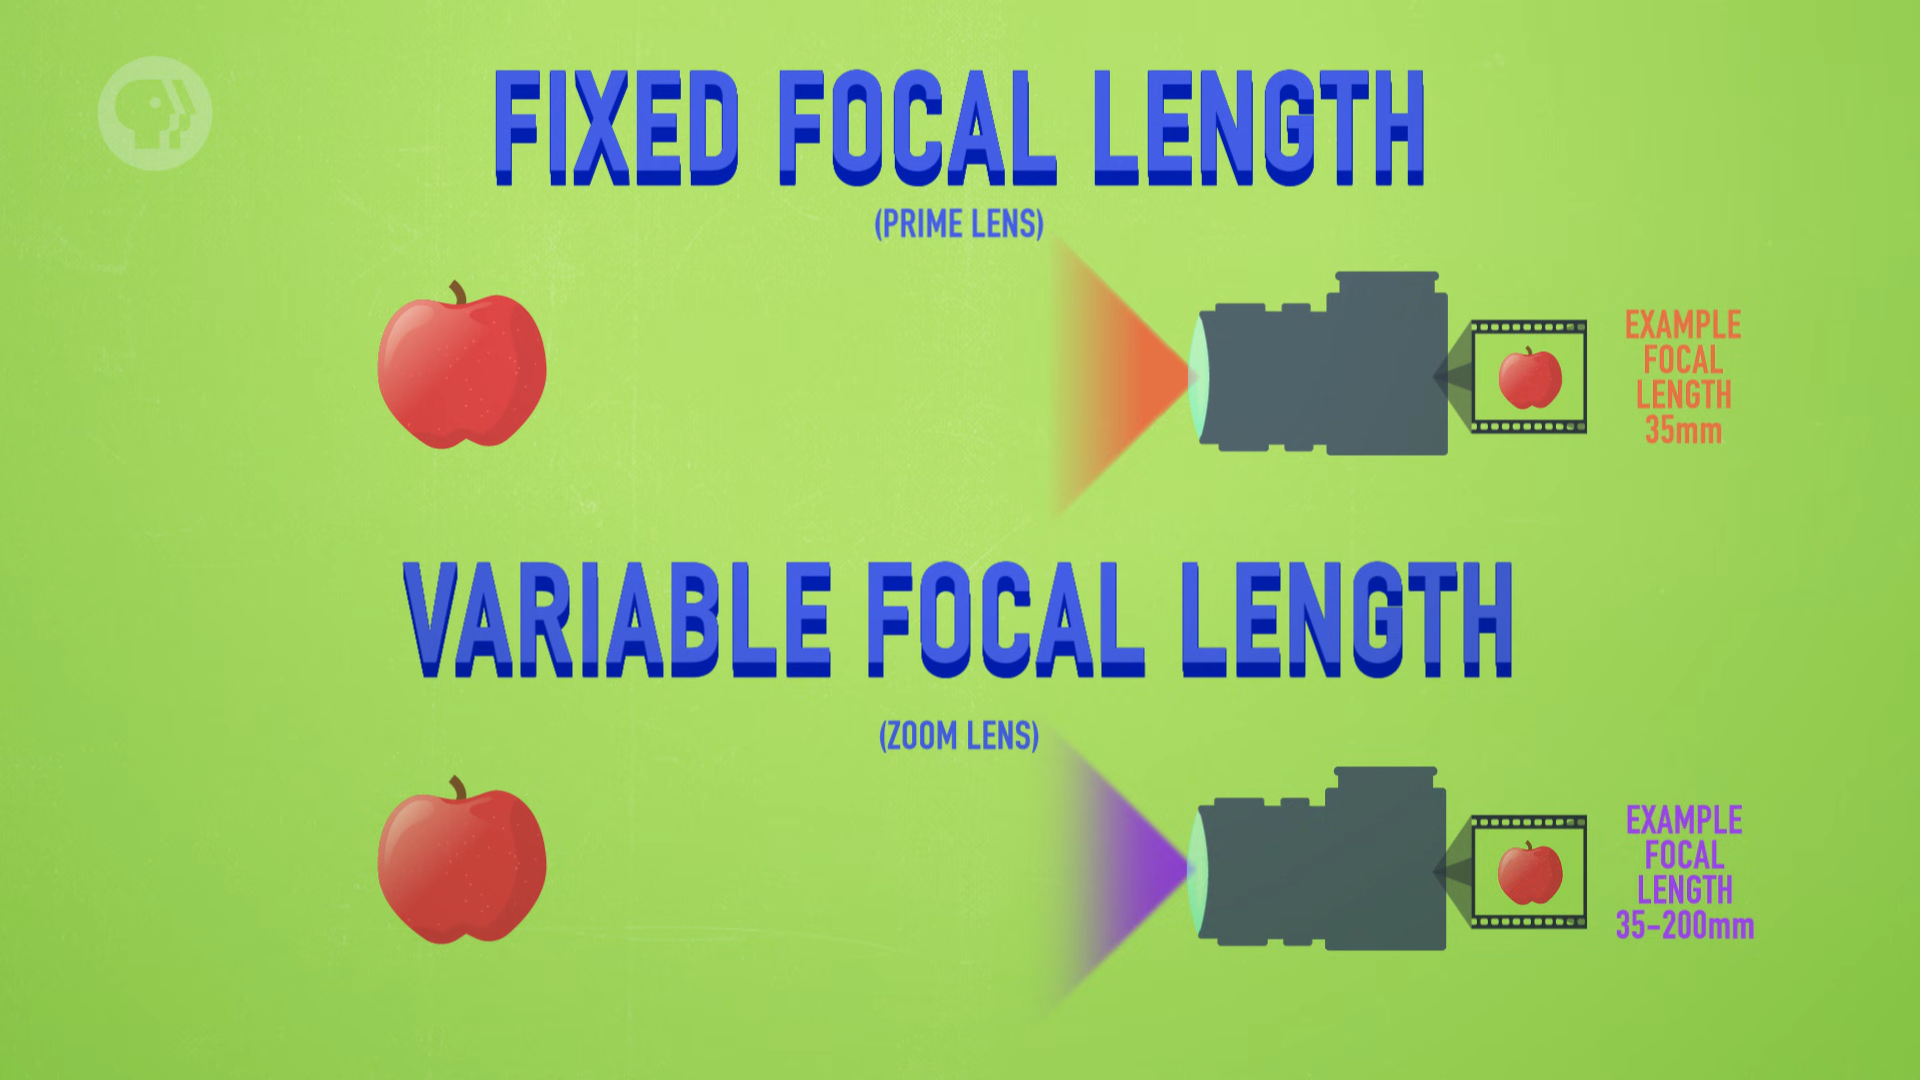 FIXED FOCAL LENGTH
(PRIME LENS)
EXAMPLE
FOCAL
LENGTH
35mm
VARIABLE FOCAL LENGTH
(ZOOM LENS)
EXAMPLE
FOCAL
LENGTH
35-200mm